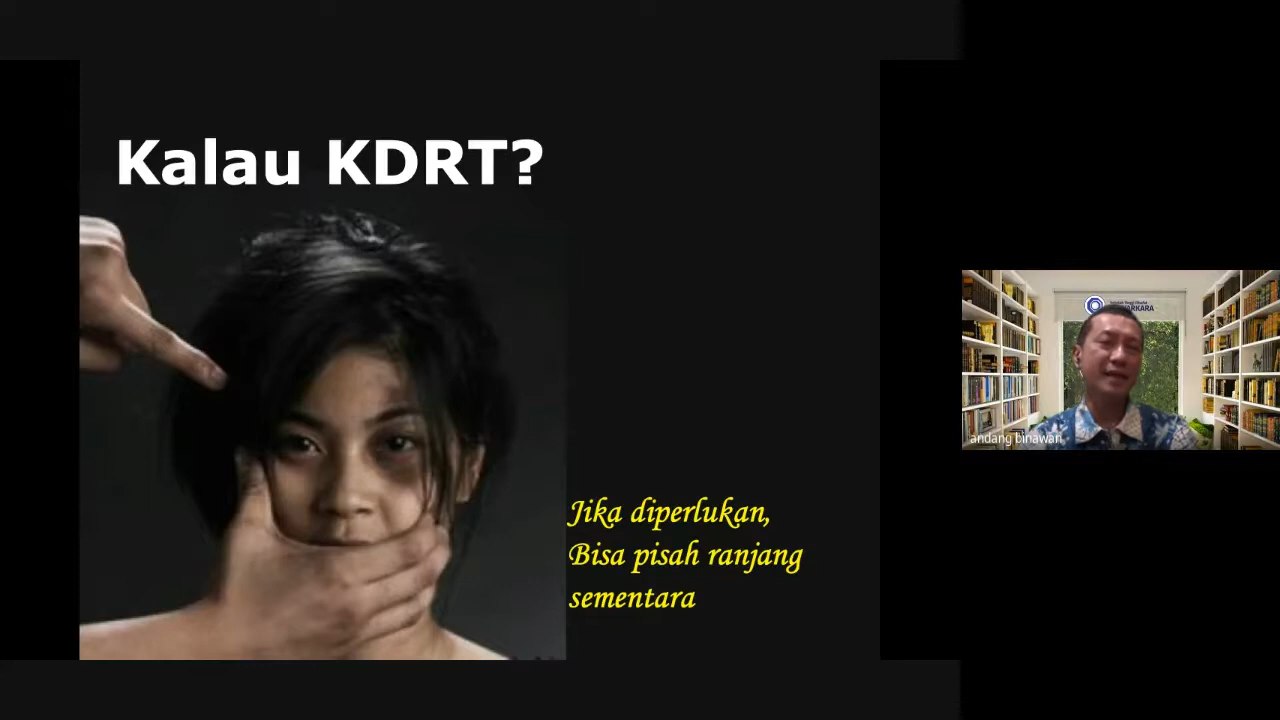 Kalau KDRT?
Jika diperlukan,
Bisa pisah ranjang
sementara
andang binawan